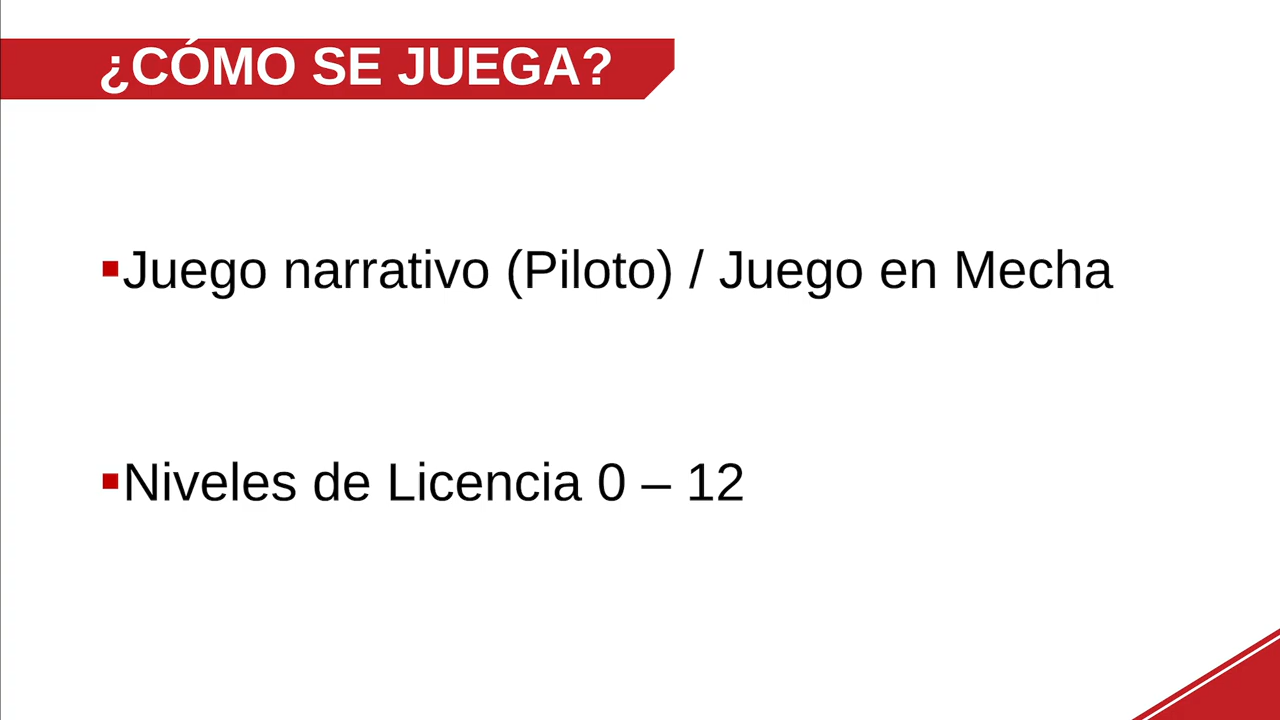 ¿CÓMO SE JUEGA?
▪Juego narrativo (Piloto) / Juego en Mecha
▪Niveles de Licencia 0 – 12